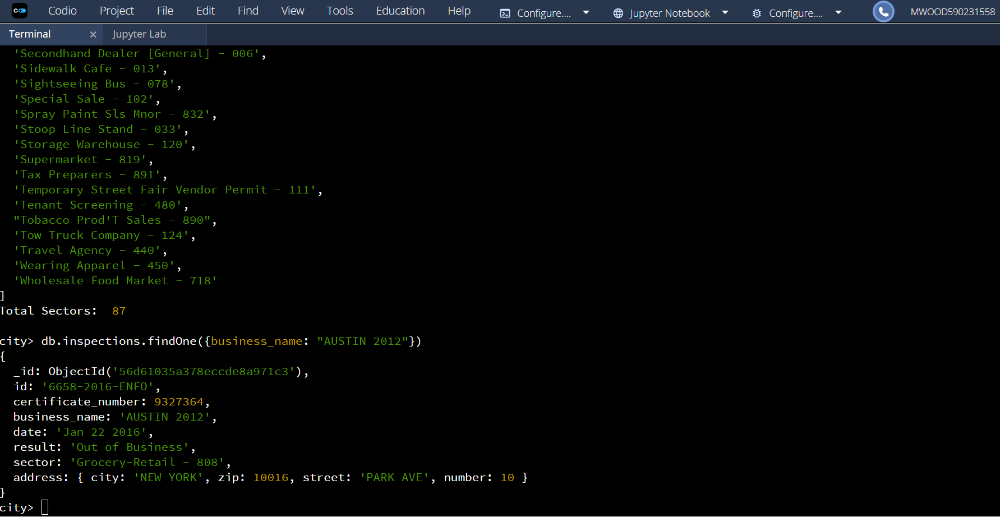 Codio Project File Edit Find View Tools Education Help Configure.... Jupyter Notebook Configure.... MWOOD590231558
Terminal × Jupyter Lab
'Secondhand Dealer [General] - 006',
'Sidewalk Cafe - 013',
'Sightseeing Bus - 078',
'Special Sale - 102',
'Spray Paint Sls Mnor - 832',
'Stoop Line Stand - 033',
'Storage Warehouse - 120',
'Supermarket - 819',
'Tax Preparers - 891',
'Temporary Street Fair Vendor Permit - 111',
'Tenant Screening - 480',
"Tobacco Prod'T Sales - 890",
'Tow Truck Company - 124',
'Travel Agency - 440',
'Wearing Apparel - 450',
'Wholesale Food Market - 718'
]
Total Sectors:  87
city> db.inspections.findOne({business_name: "AUSTIN 2012"})
{
_id: ObjectId('56d61035a378eccde8a971c3'),
id: '6658-2016-ENFO',
certificate_number: 9327364,
business_name: 'AUSTIN 2012',
date: 'Jan 22 2016',
result: 'Out of Business',
sector: 'Grocery-Retail - 808',
address: { city: 'NEW YORK', zip: 10016, street: 'PARK AVE', number: 10 }
}
city>